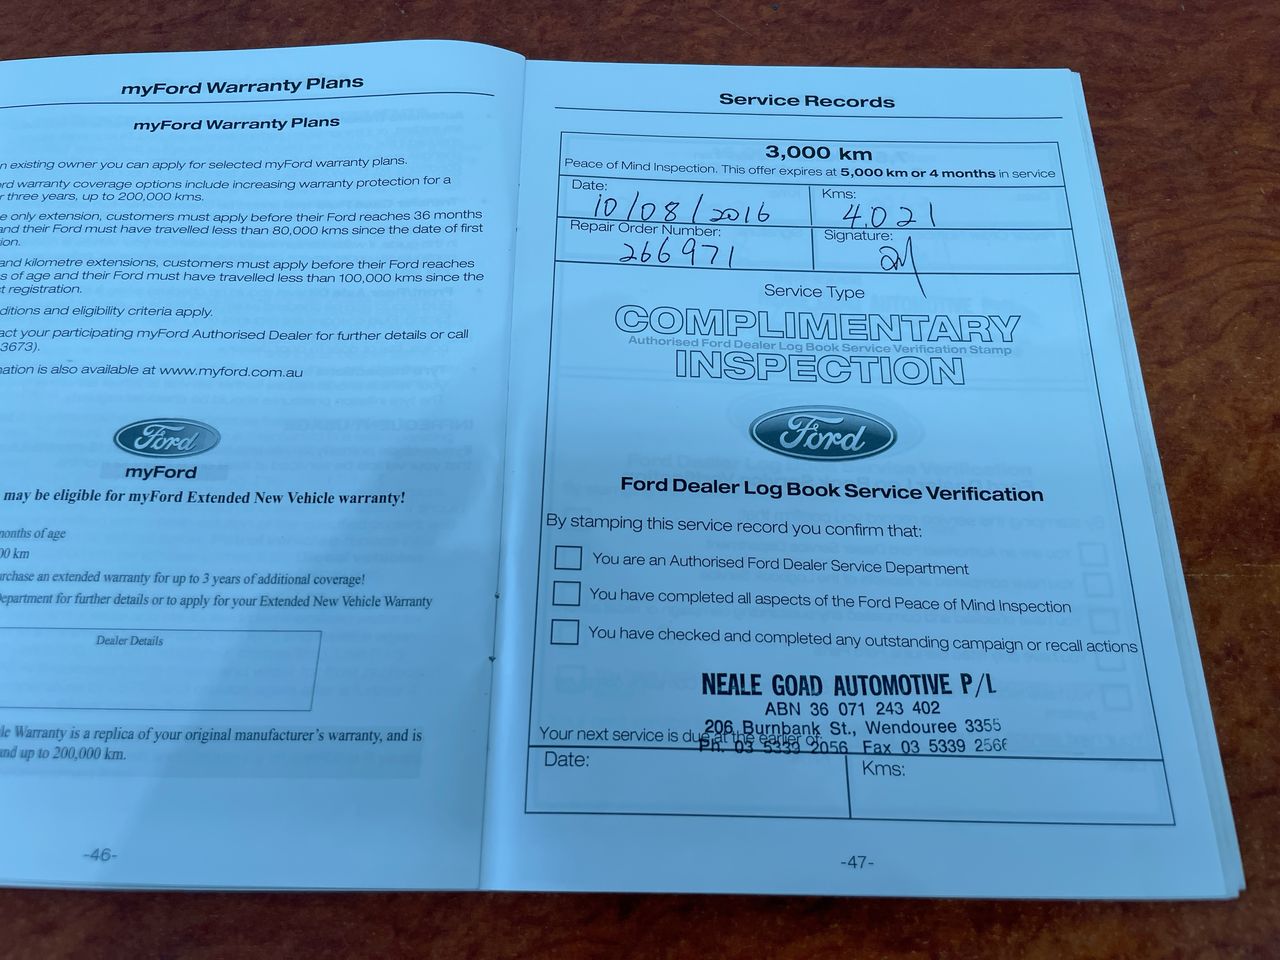 myFord Warranty Plans
myFord Warranty Plans
existing owner you can apply for selected myFord warranty plans.
warranty coverage options include increasing warranty protection for a
three years, up to 200,000 kms.
only extension, customers must apply before their Ford reaches 36 months
and their Ford must have travelled less than 80,000 kms since the date of first
and kilometre extensions, customers must apply before their Ford reaches
of age and their Ford must have travelled less than 100,000 kms since the
registration.
and eligibility criteria apply.
your participating myFord Authorised Dealer for further details or call
3673).
is also available at www.myford.com.au
Ford
myFord
may be eligible for myFord Extended New Vehicle warranty!
months of age
km
an extended warranty for up to 3 years of additional coverage!
for further details or to apply for your Extended New Vehicle Warranty
Dealer Details
Warranty is a replica of your original manufacturer's warranty, and is
and up to 200,000 km.
-46-
Service Records
3,000 km
Peace of Mind Inspection. This offer expires at 5,000 km or 4 months in service
Date: 10/08/2016
Kms: 4.021
Repair Order Number: 266971
Signature:
Service Type
COMPLIMENTARY
Authorised Ford Dealer Log Book Service Verification Stamp
INSPECTION
Ford
Ford Dealer Log Book Service Verification
By stamping this service record you confirm that:
You are an Authorised Ford Dealer Service Department
You have completed all aspects of the Ford Peace of Mind Inspection
You have checked and completed any outstanding campaign or recall actions
NEALE GOAD AUTOMOTIVE P/L
ABN 36 071 243 402
206 Burnbank St., Wendouree 3355
Your next service is due at the earlier of:
Ph. 03 5339 2056 Fax 03 5339 2566
Date:
Kms:
-47-